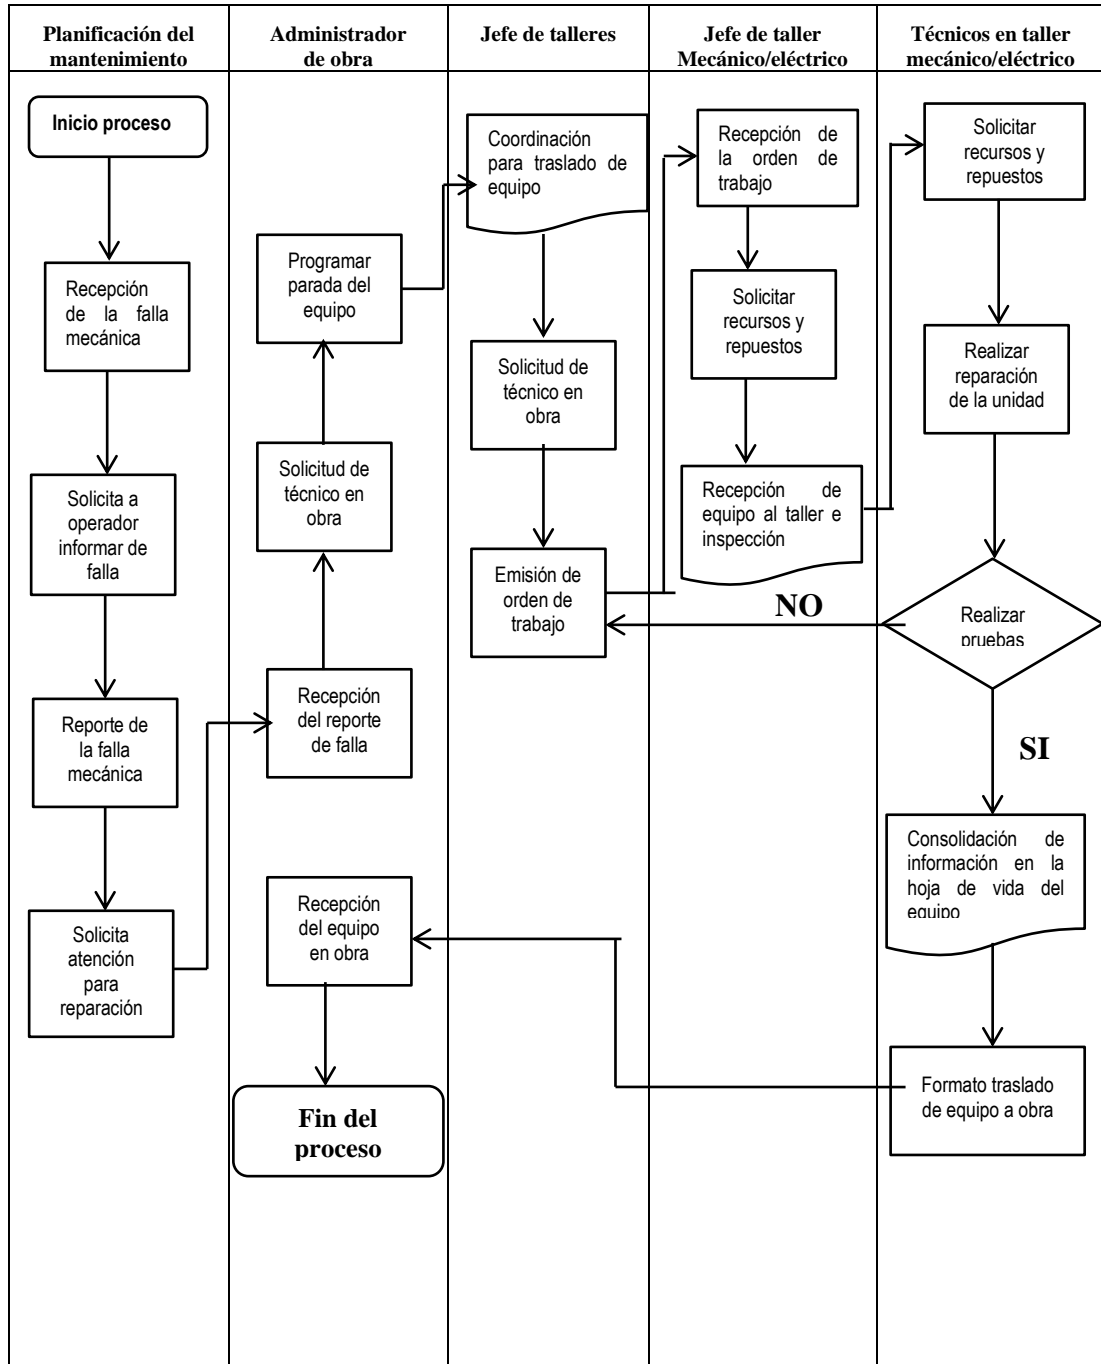 Planificación del
mantenimiento
Administrador
de obra
Jefe de talleres
Jefe de taller
Mecánico/eléctrico
Técnicos en taller
mecánico/eléctrico
Inicio proceso
Recepción
de la falla
mecánica
Solicita a
operador
informar de
falla
Reporte de
la falla
mecánica
Solicita
atención
para
reparación
Programar
parada del
equipo
Solicitud de
técnico en
obra
Recepción
del reporte
de falla
Recepción
del equipo
en obra
Fin del
proceso
Coordinación
para traslado de
equipo
Solicitud de
técnico en
obra
Emisión de
orden de
trabajo
Recepción de
la orden de
trabajo
Solicitar
recursos y
repuestos
Recepción de
equipo al taller e
inspección
NO
Solicitar
recursos y
repuestos
Realizar
reparación
de la unidad
Realizar
pruebas
SI
Consolidación de
información en la
hoja de vida del
equipo
Formato traslado
de equipo a obra